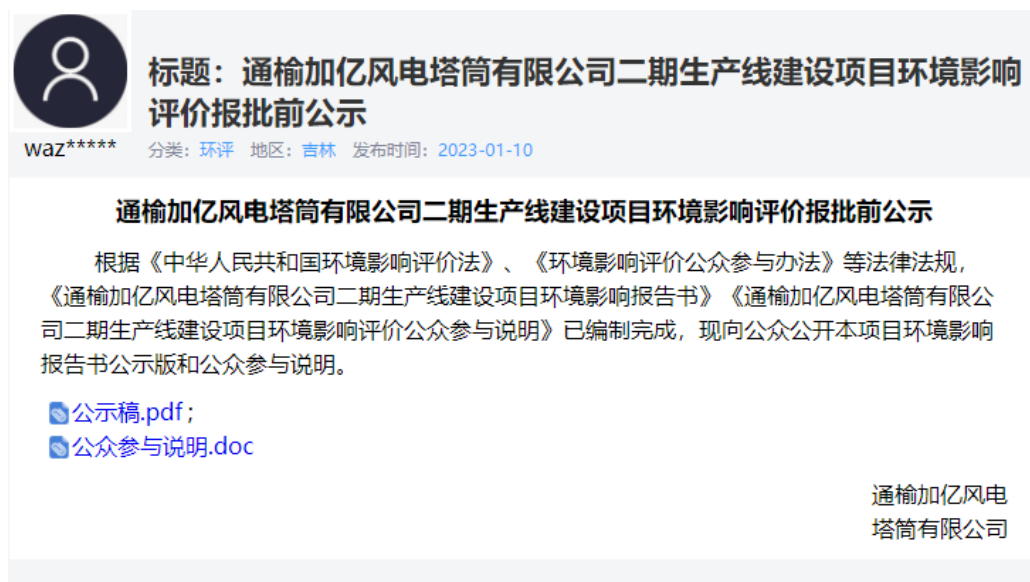 标题：通榆加亿风电塔筒有限公司二期生产线建设项目环境影响
评价报批前公示
waz*****
分类：环评 地区：吉林 发布时间：2023-01-10
通榆加亿风电塔筒有限公司二期生产线建设项目环境影响评价报批前公示
根据《中华人民共和国环境影响评价法》、《环境影响评价公众参与办法》等法律法规，
《通榆加亿风电塔筒有限公司二期生产线建设项目环境影响报告书》《通榆加亿风电塔筒有限公
司二期生产线建设项目环境影响评价公众参与说明》已编制完成，现向公众公开本项目环境影响
报告书公示版和公众参与说明。
公示稿.pdf；
公众参与说明.doc
通榆加亿风电
塔筒有限公司